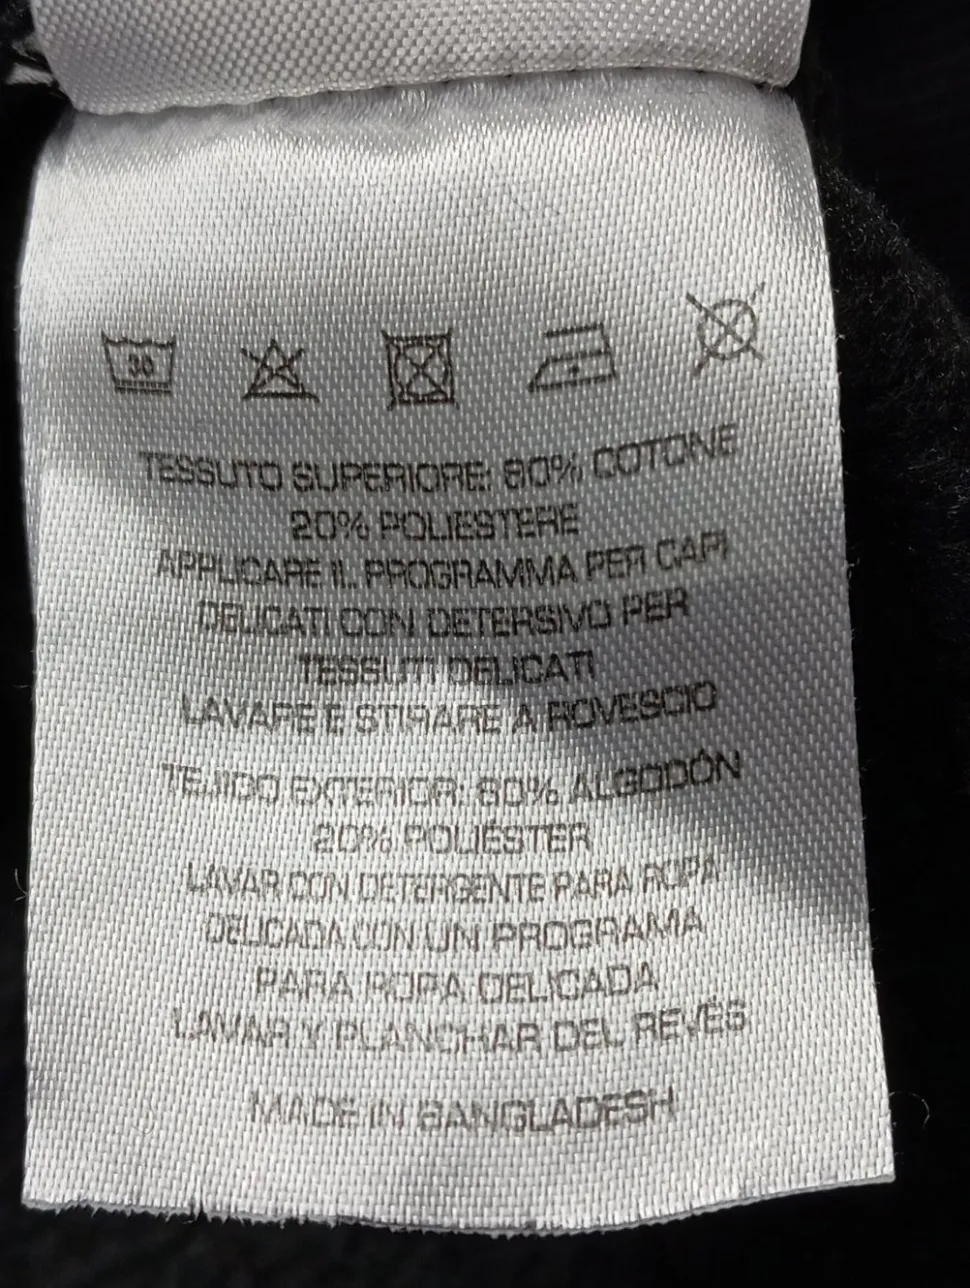 30
TESSUTO SUPERIORE: 80% COTONE
20% POLIESTERE
APPLICARE IL PROGRAMMA PER CAPI
DELICATI CON DETERSIVO PER
TESSUTI DELICATI
LAVARE E STIRARE A ROVESCIO
TEJIDO EXTERIOR: 80% ALGODÓN
20% POLIÉSTER
LAVAR CON DETERGENTE PARA ROPA
DELICADA CON UN PROGRAMA
PARA ROPA DELICADA
LAVAR Y PLANCHAR DEL REVÉS
MADE IN BANGLADESH